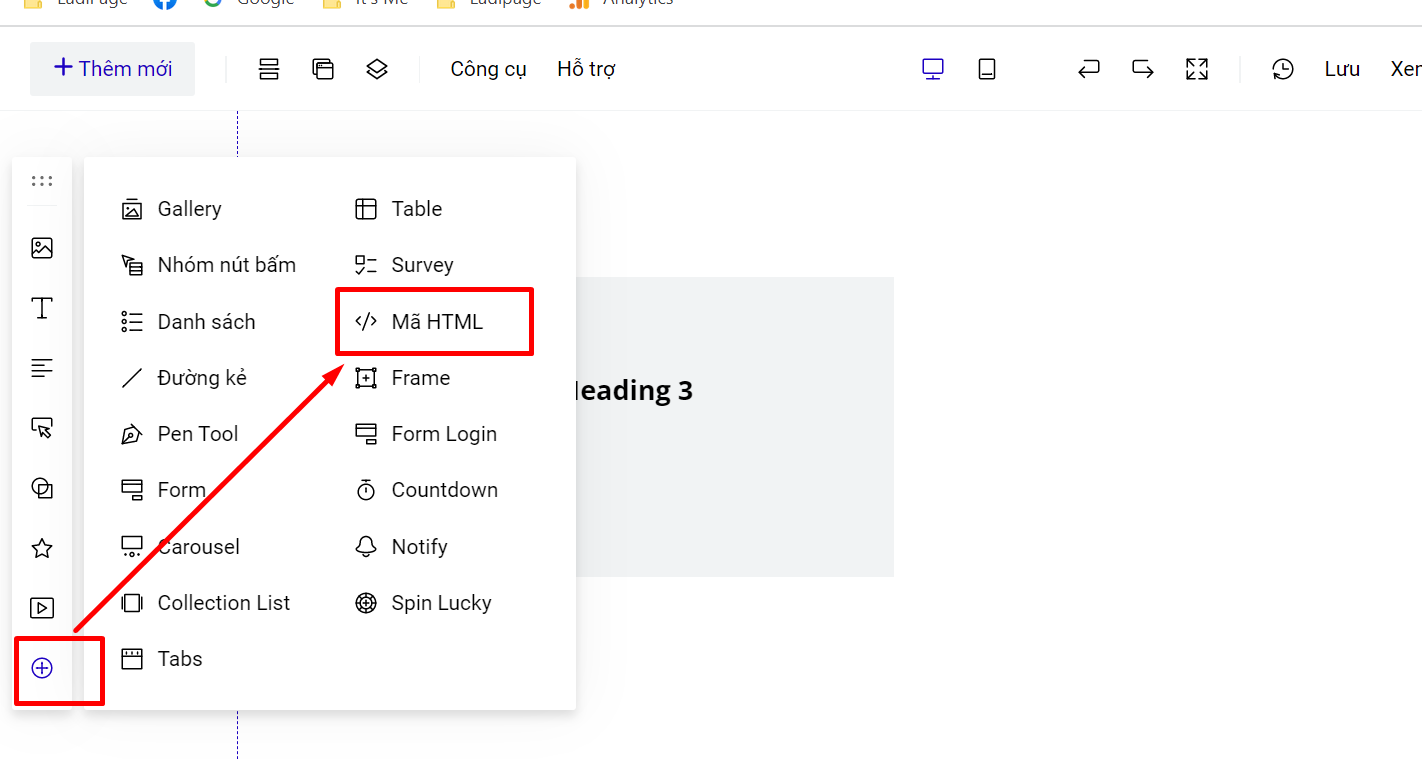 LadiPage Google It's Me Ladipage Analytics
Thêm mới Công cụ Hỗ trợ Lưu
Gallery Table
Nhóm nút bấm Survey
Danh sách Mã HTML
Đường kẻ Frame
Heading 3
Pen Tool Form Login
Form Countdown
Carousel Notify
Collection List Spin Lucky
Tabs